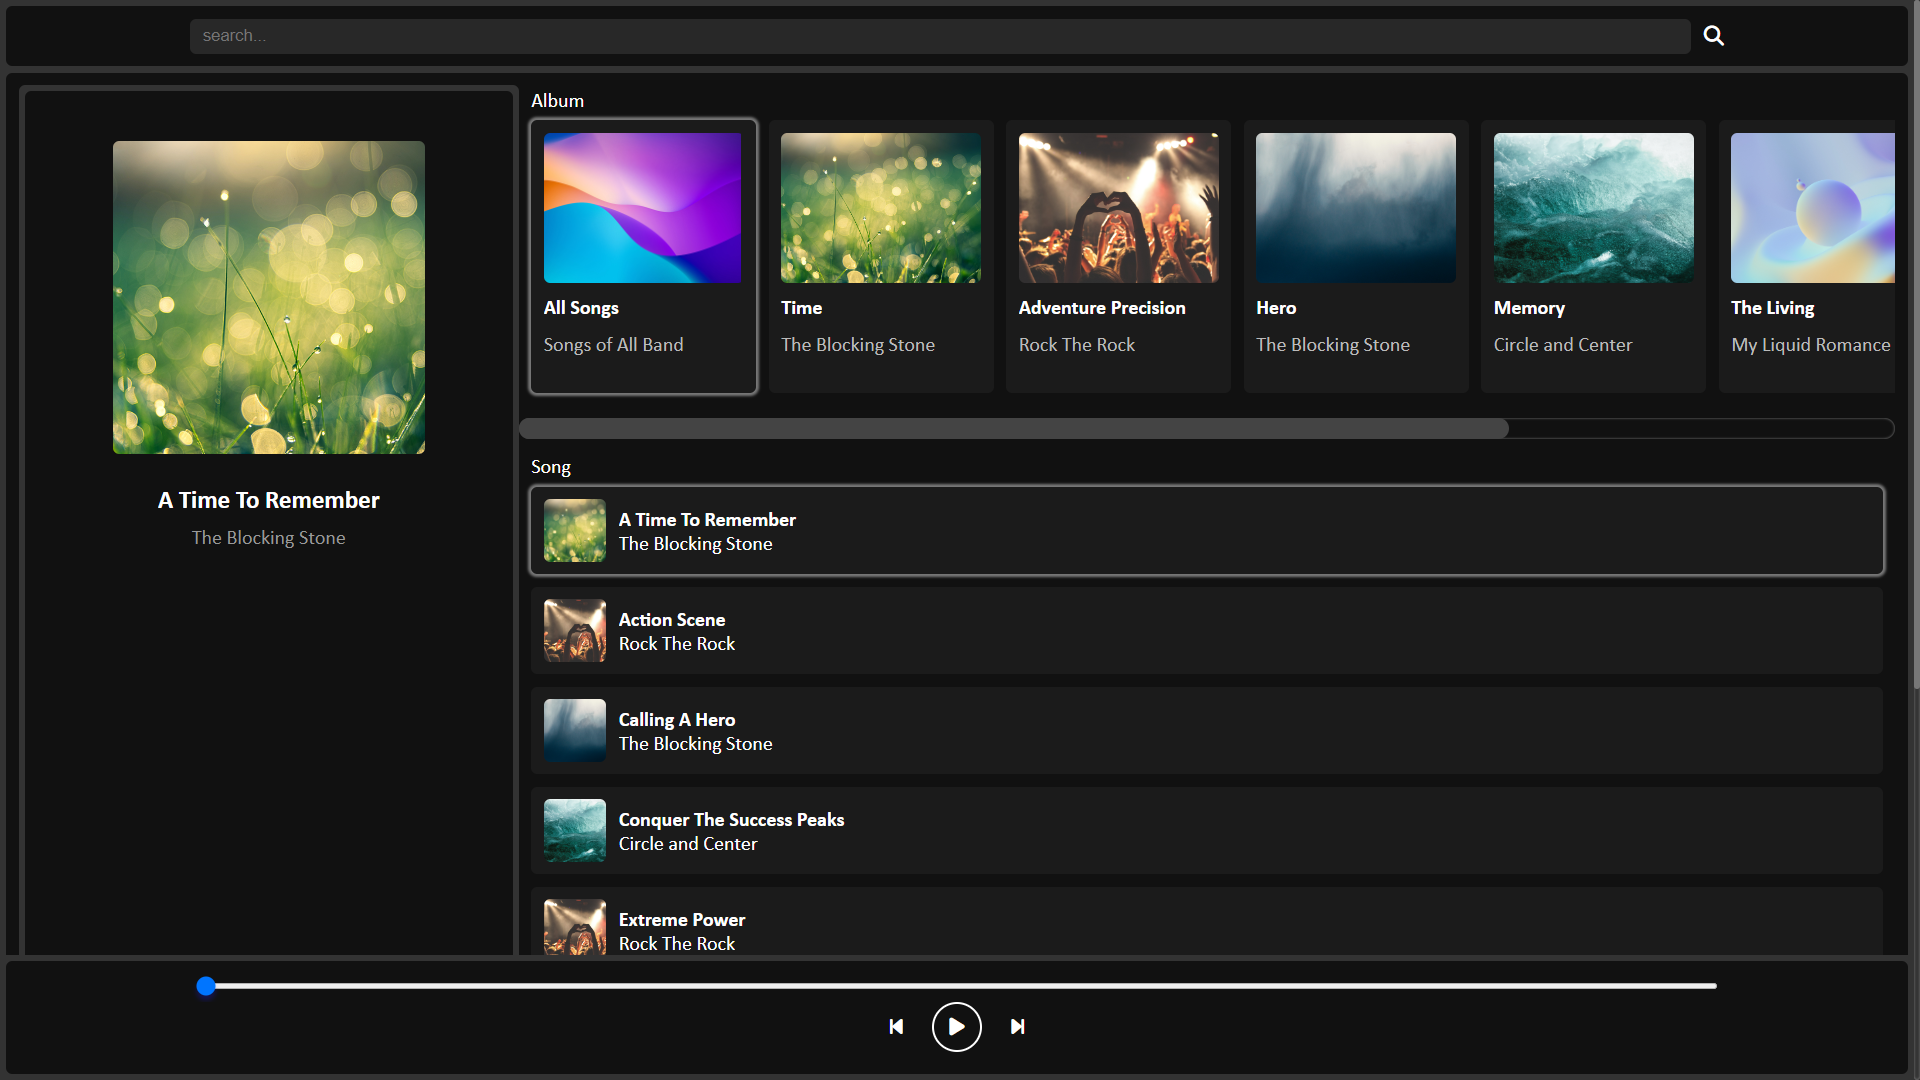 search...
A Time To Remember
The Blocking Stone
Album
All Songs
Songs of All Band
Time
The Blocking Stone
Adventure Precision
Rock The Rock
Hero
The Blocking Stone
Memory
Circle and Center
The Living
My Liquid Romance
Song
A Time To Remember
The Blocking Stone
Action Scene
Rock The Rock
Calling A Hero
The Blocking Stone
Conquer The Success Peaks
Circle and Center
Extreme Power
Rock The Rock